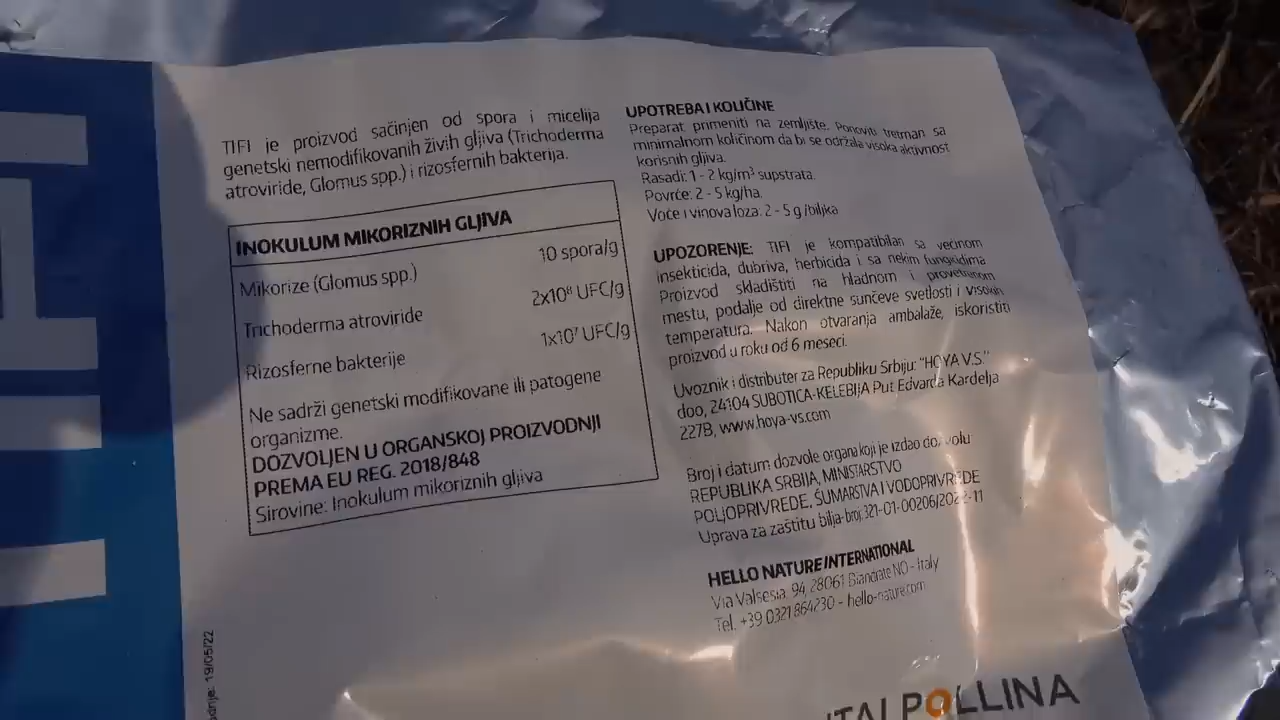 TIFI je proizvod sačinjen od spora i micelija
genetski nemodifikovanih živih gljiva (Trichoderma
atroviride, Glomus spp.) i rizosfernih bakterija.
INOKULUM MIKORIZNIH GLJIVA
Mikorize (Glomus spp.) 10 spora/g
Trichoderma atroviride 2x10⁸ UFC/g
Rizosferne bakterije 1x10⁷ UFC/g
Ne sadrži genetski modifikovane ili patogene
organizme.
DOZVOLJEN U ORGANSKOJ PROIZVODNJI
PREMA EU REG. 2018/848
Sirovine: Inokulum mikoriznih gljiva
UPOTREBA I KOLIČINE
Preparat primeniti na zemljište. Ponoviti tretman sa
minimalnom količinom da bi se održala visoka aktivnost
korisnih gljiva.
Rasadi: 1 - 2 kg/m³ supstrata.
Povrće: 2 - 5 kg/ha.
Voće i vinova loza: 2 - 5 g /biljka
UPOZORENJE: TIFI je kompatibilan sa većinom
insekticida, đubriva, herbicida i sa nekim fungicidima
Proizvod skladištiti na hladnom i provetrenom
mestu, podalje od direktne sunčeve svetlosti i visokih
temperatura. Nakon otvaranja ambalaže, iskoristiti
proizvod u roku od 6 meseci.
Uvoznik i distributer za Republiku Srbiju: "HOYA V.S."
doo, 24104 SUBOTICA-KELEBIJA Put Edvarda Kardelja
227B, www.hoya-vs.com
Broj i datum dozvole organa koji je izdao dozvolu
REPUBLIKA SRBIJA, MINISTARSTVO
POLJOPRIVREDE, ŠUMARSTVA I VODOPRIVREDE
Uprava za zaštitu bilja-broj: 321-01-00206/2022-11
HELLO NATURE INTERNATIONAL
Via Valsesia, 94, 28061 Biandrate NO - Italy
Tel. +39 0321 864230 - hello-nature.com
19/05/22
ITALPOLLINA